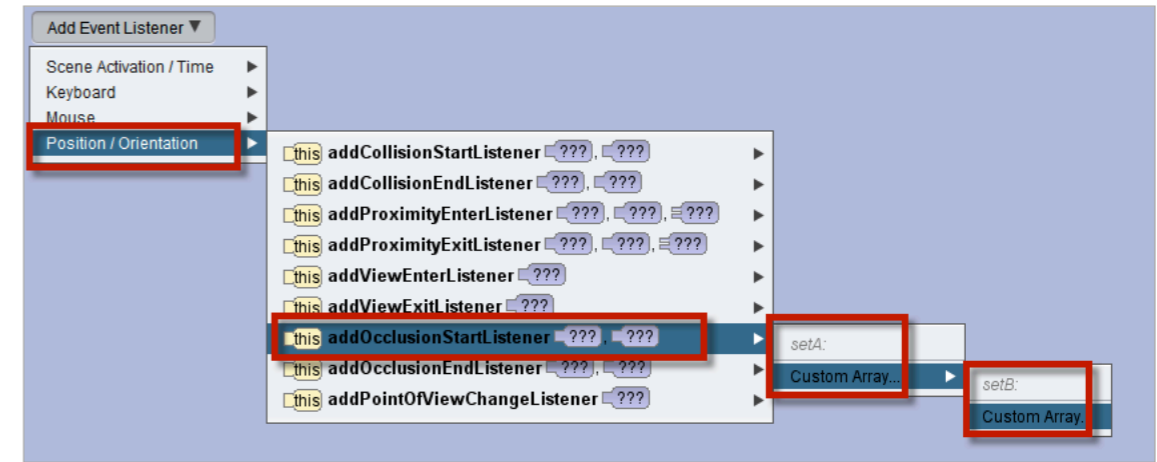 Add Event Listener ▼
Scene Activation / Time
Keyboard
Mouse
Position / Orientation
this addCollisionStartListener ???, ???
this addCollisionEndListener ???, ???
this addProximityEnterListener ???, ???, ???
this addProximityExitListener ???, ???, ???
this addViewEnterListener ???
this addViewExitListener ???
this addOcclusionStartListener ???, ???
this addOcclusionEndListener ???, ???
this addPointOfViewChangeListener ???
setA:
Custom Array...
setB:
Custom Array.